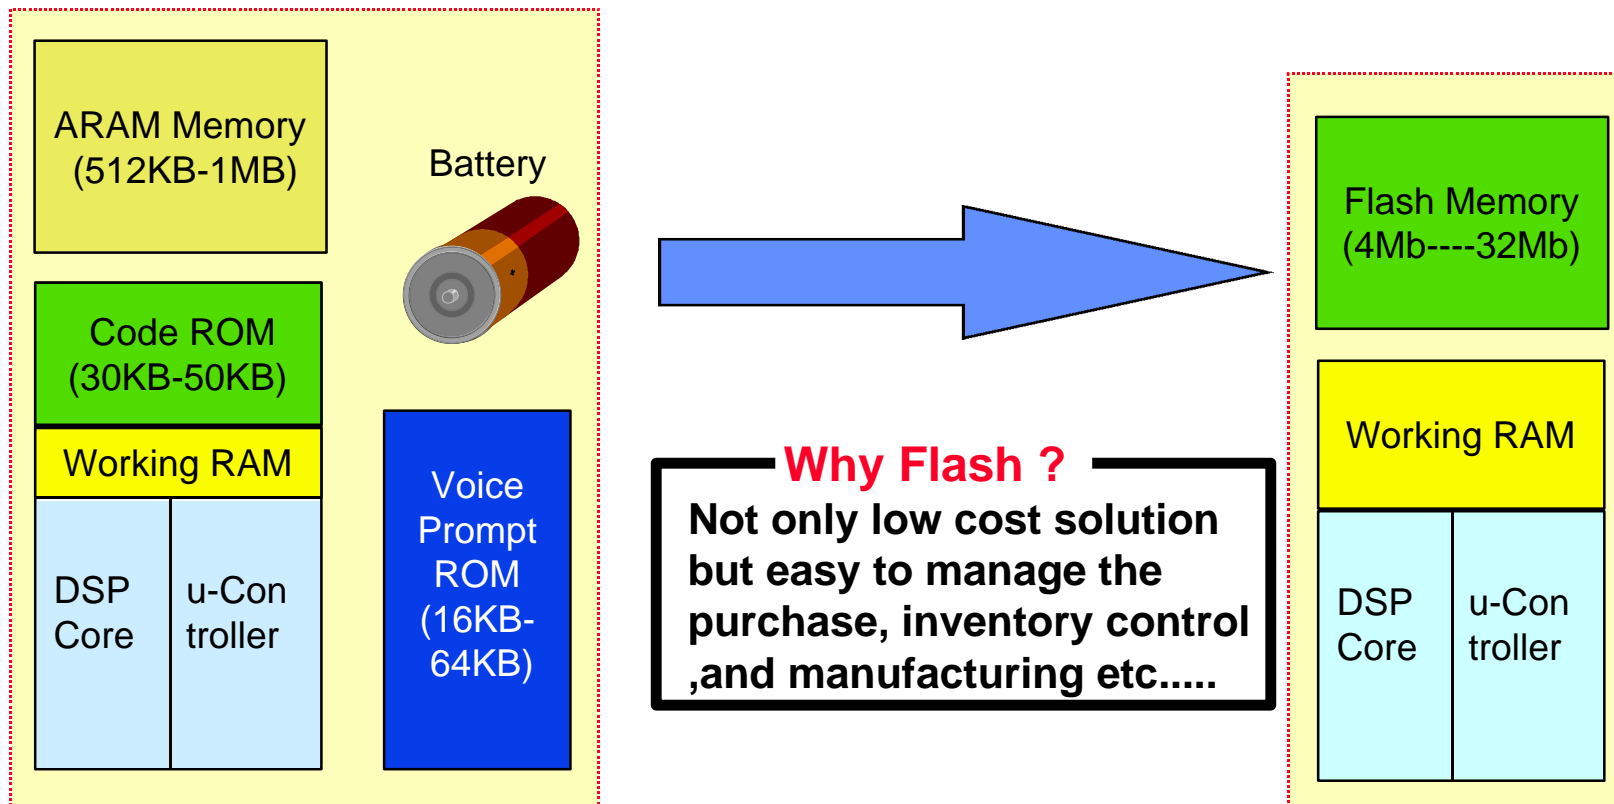 ARAM Memory
(512KB-1MB)
Battery
Code ROM
(30KB-50KB)
Working RAM
DSP
Core
u-Con
troller
Voice
Prompt
ROM
(16KB-
64KB)
Why Flash ?
Not only low cost solution
but easy to manage the
purchase, inventory control
,and manufacturing etc.....
Flash Memory
(4Mb----32Mb)
Working RAM
DSP
Core
u-Con
troller